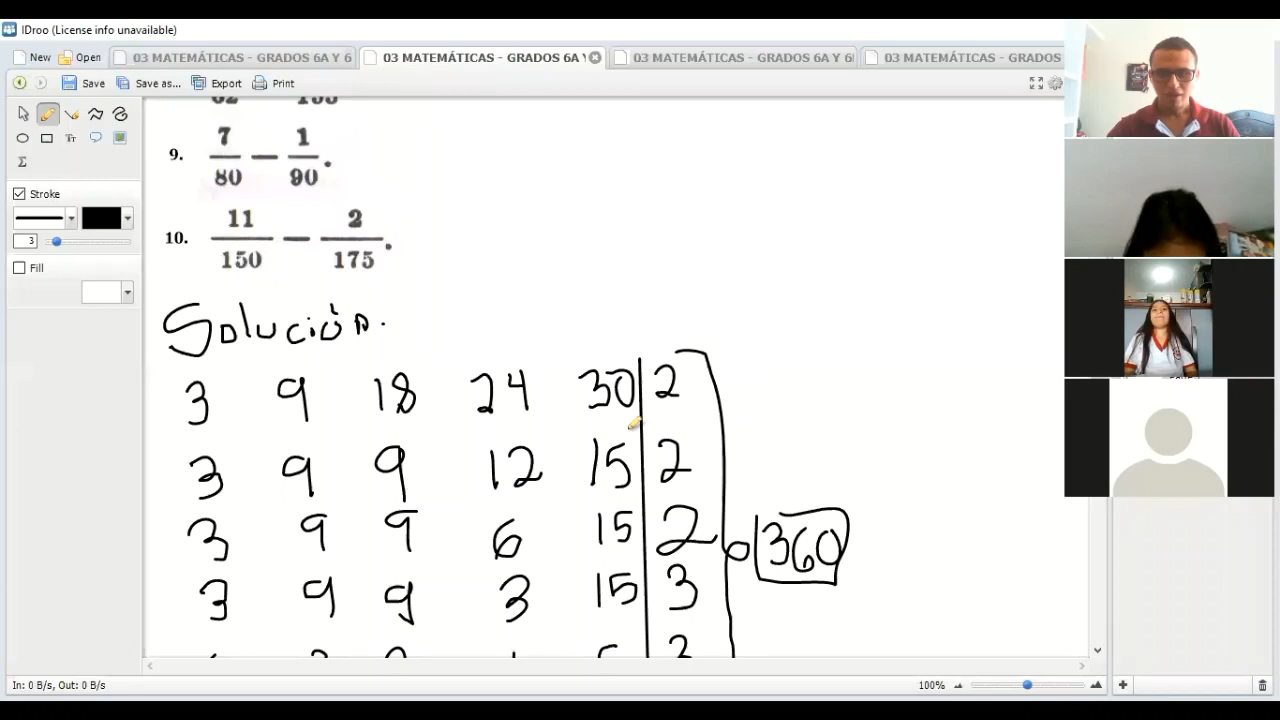 IDroo (License info unavailable)
New Open 03 MATEMÁTICAS - GRADOS 6A Y 6 03 MATEMÁTICAS - GRADOS 6A Y 03 MATEMÁTICAS - GRADOS 6A Y 6 03 MATEMÁTICAS - GRADOS
Save Save as... Export Print
Tr
Σ
Stroke
3
Fill
9. 7/80 — 1/90.
10. 11/150 — 2/175.
Solución.
3 9 18 24 30 | 2
3 9 9 12 15 | 2
3 9 9 6 15 | 2 360
3 9 9 3 15 | 3
In: 0 B/s, Out: 0 B/s 100%